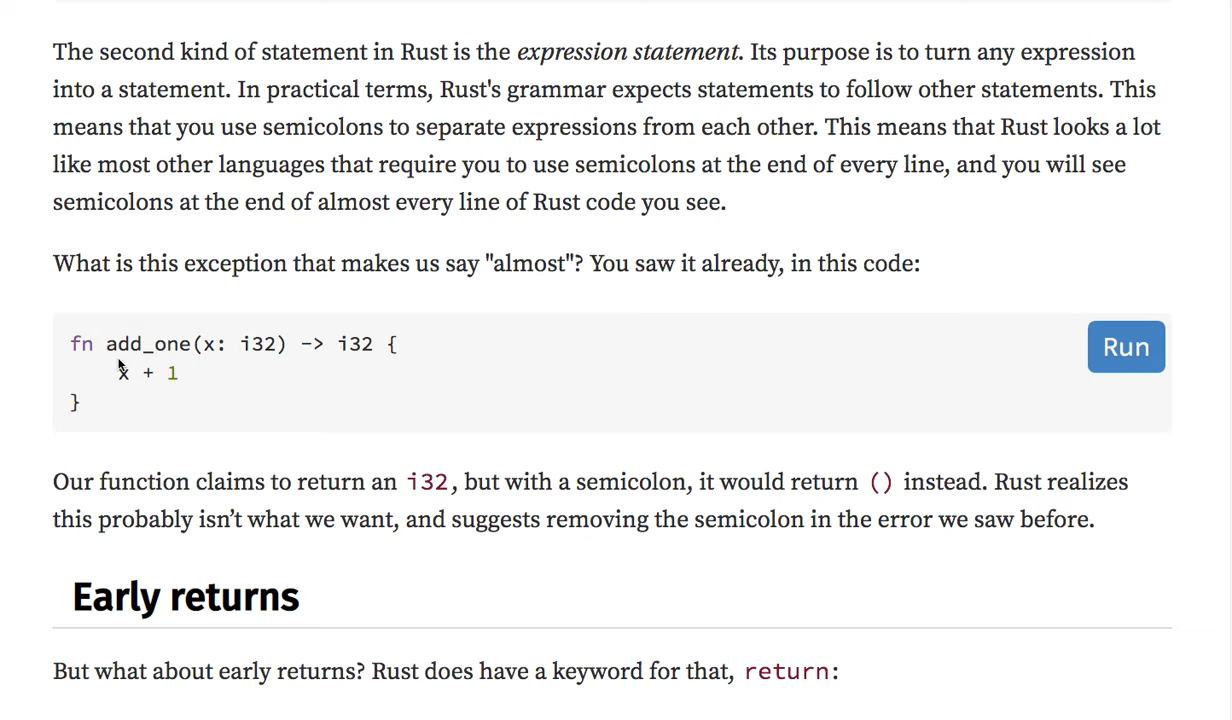 The second kind of statement in Rust is the expression statement. Its purpose is to turn any expression
into a statement. In practical terms, Rust's grammar expects statements to follow other statements. This
means that you use semicolons to separate expressions from each other. This means that Rust looks a lot
like most other languages that require you to use semicolons at the end of every line, and you will see
semicolons at the end of almost every line of Rust code you see.
What is this exception that makes us say "almost"? You saw it already, in this code:
fn add_one(x: i32) -> i32 {
Run
    x + 1
}
Our function claims to return an i32, but with a semicolon, it would return () instead. Rust realizes
this probably isn’t what we want, and suggests removing the semicolon in the error we saw before.
Early returns
But what about early returns? Rust does have a keyword for that, return: